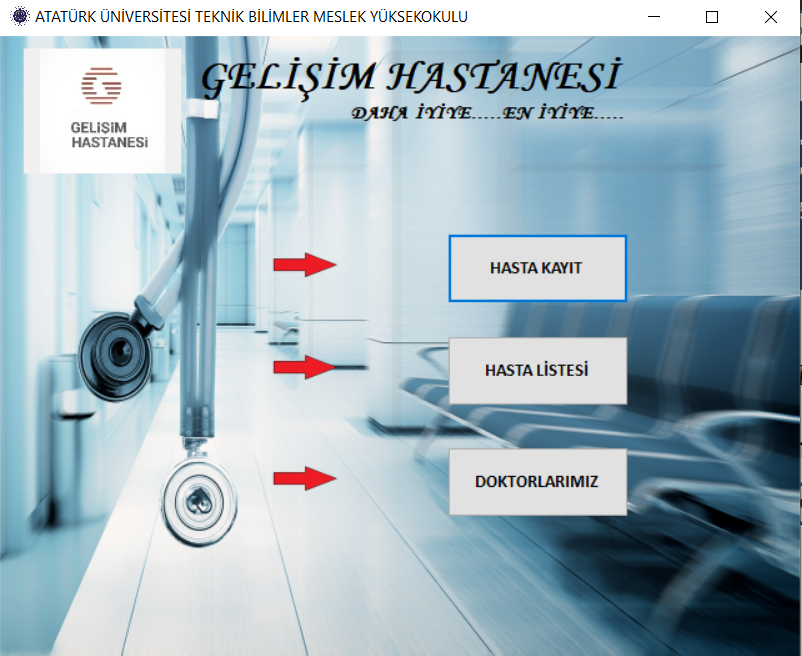 ATATÜRK ÜNİVERSİTESİ TEKNİK BİLİMLER MESLEK YÜKSEKOKULU
GELİŞİM
HASTANESİ
GELİŞİM HASTANESİ
DAHA İYİYE.....EN İYİYE.....
HASTA KAYIT
HASTA LİSTESİ
DOKTORLARIMIZ